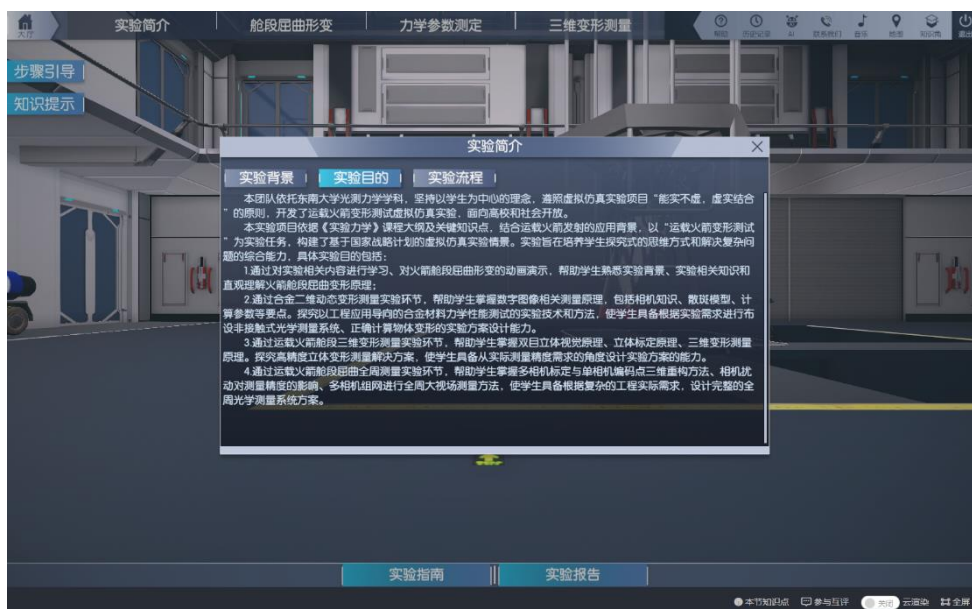 大厅
实验简介
舱段屈曲形变
力学参数测定
三维变形测量
帮助
历史记录
AI
联系我们
音乐
地图
知识角
退出
步骤引导
知识提示
实验简介
实验背景
实验目的
实验流程
本团队依托东南大学光测力学学科，坚持以学生为中心的理念，遵照虚拟仿真实验项目“能实不虚，虚实结合
”的原则，开发了运载火箭变形测试虚拟仿真实验，面向高校和社会开放。
本实验项目依据《实验力学》课程大纲及关键知识点，结合运载火箭发射的应用背景，以“运载火箭变形测试
”为实验任务，构建了基于国家战略计划的虚拟仿真实验情景。实验旨在培养学生探究式的思维方式和解决复杂问
题的综合能力，具体实验目的包括：
1.通过对实验相关内容进行学习、对火箭舱段屈曲形变的动画演示，帮助学生熟悉实验背景、实验相关知识和
直观理解火箭舱段屈曲变形原理；
2.通过合金二维动态变形测量实验环节，帮助学生掌握数字图像相关测量原理，包括相机知识、散斑模型、计
算参数等要点。探究以工程应用导向的合金材料力学性能测试的实验技术和方法，使学生具备根据实验需求进行布
设非接触式光学测量系统、正确计算物体变形的实验方案设计能力。
3.通过运载火箭舱段三维变形测量实验环节，帮助学生掌握双目立体视觉原理、立体标定原理、三维变形测量
原理。探究高精度立体变形测量解决方案，使学生具备从实际测量精度需求的角度设计实验方案的能力。
4.通过运载火箭舱段屈曲全周测量实验环节，帮助学生掌握多相机标定与单相机编码点三维重构方法、相机扰
动对测量精度的影响、多相机组网进行全周大视场测量方法，使学生具备根据复杂的工程实际需求，设计完整的全
周光学测量系统方案。
实验指南
实验报告
本节知识点
参与互评
关闭
云渲染
全屏